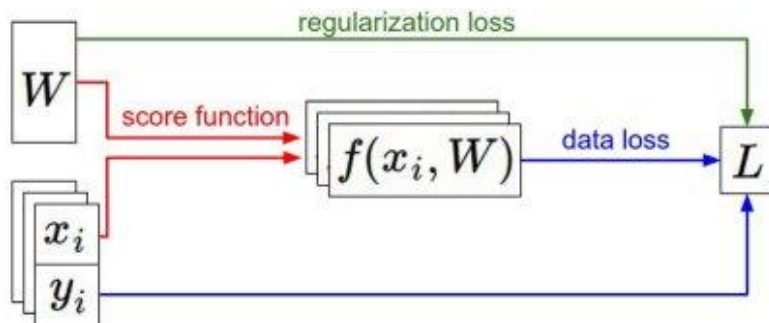 regularization loss
W
score function
f(x_i, W)
data loss
L
x_i
y_i